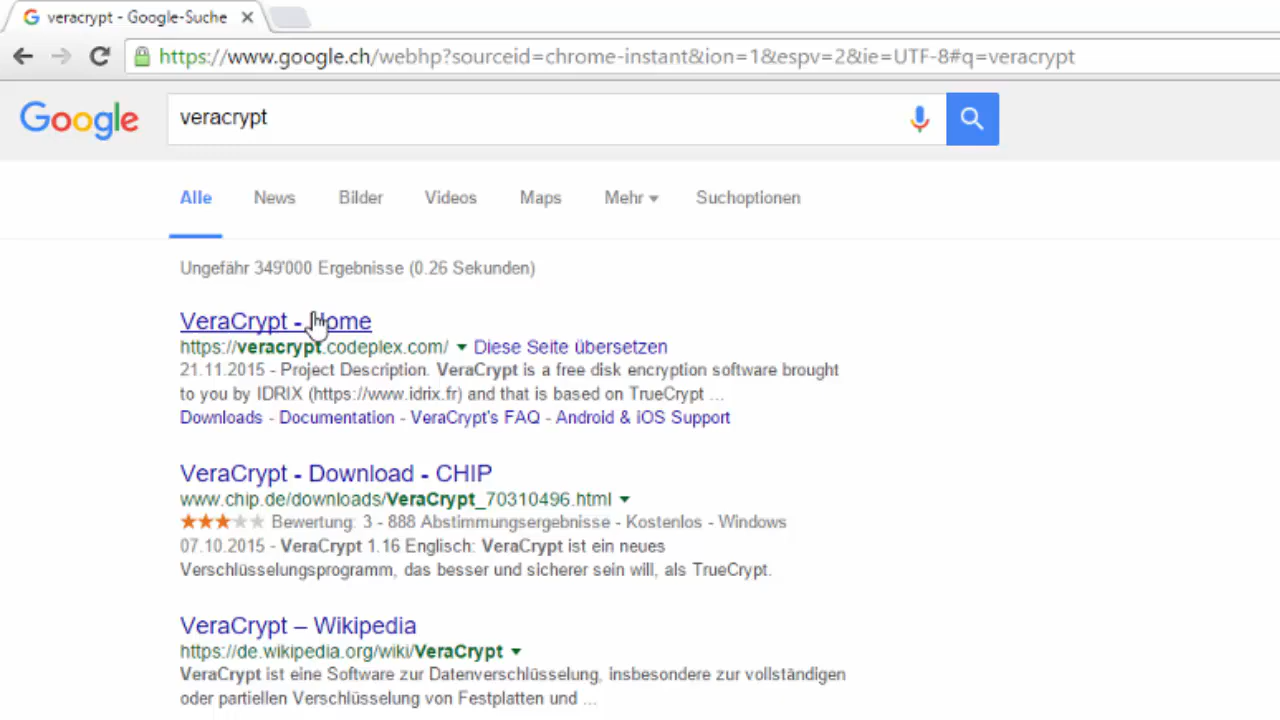 veracrypt - Google-Suche
https://www.google.ch/webhp?sourceid=chrome-instant&ion=1&espv=2&ie=UTF-8#q=veracrypt
Google veracrypt
Alle News Bilder Videos Maps Mehr Suchoptionen
Ungefähr 349'000 Ergebnisse (0.26 Sekunden)
VeraCrypt - Home
https://veracrypt.codeplex.com/ Diese Seite übersetzen
21.11.2015 - Project Description. VeraCrypt is a free disk encryption software brought
to you by IDRIX (https://www.idrix.fr) and that is based on TrueCrypt ...
Downloads - Documentation - VeraCrypt's FAQ - Android & iOS Support
VeraCrypt - Download - CHIP
www.chip.de/downloads/VeraCrypt_70310496.html
Bewertung: 3 - 888 Abstimmungsergebnisse - Kostenlos - Windows
07.10.2015 - VeraCrypt 1.16 Englisch: VeraCrypt ist ein neues
Verschlüsselungsprogramm, das besser und sicherer sein will, als TrueCrypt.
VeraCrypt – Wikipedia
https://de.wikipedia.org/wiki/VeraCrypt
VeraCrypt ist eine Software zur Datenverschlüsselung, insbesondere zur vollständigen
oder partiellen Verschlüsselung von Festplatten und ...